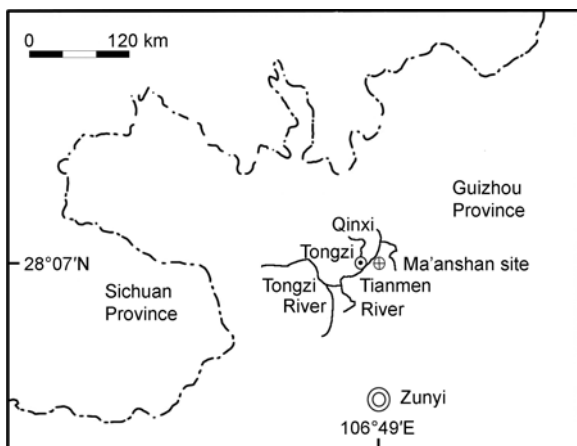 0 120 km
Guizhou
Province
Qinxi
Tongzi
28°07′N
Ma'anshan site
Tongzi
River
Tianmen
River
Sichuan
Province
Zunyi
106°49′E